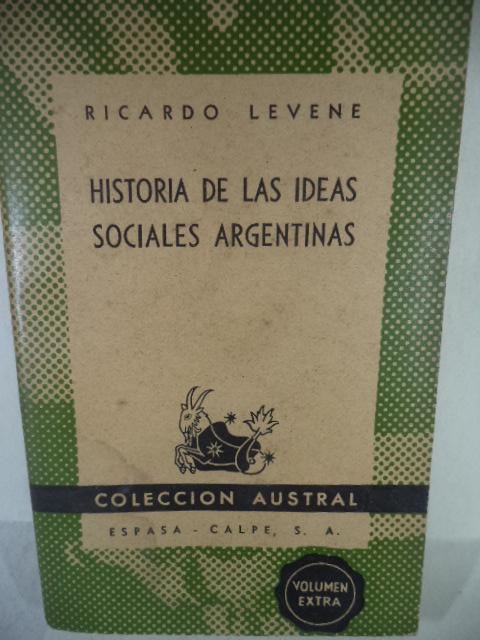 RICARDO LEVENE
HISTORIA DE LAS IDEAS
SOCIALES ARGENTINAS
COLECCION AUSTRAL
ESPASA - CALPE, S. A.
VOLUMEN
EXTRA